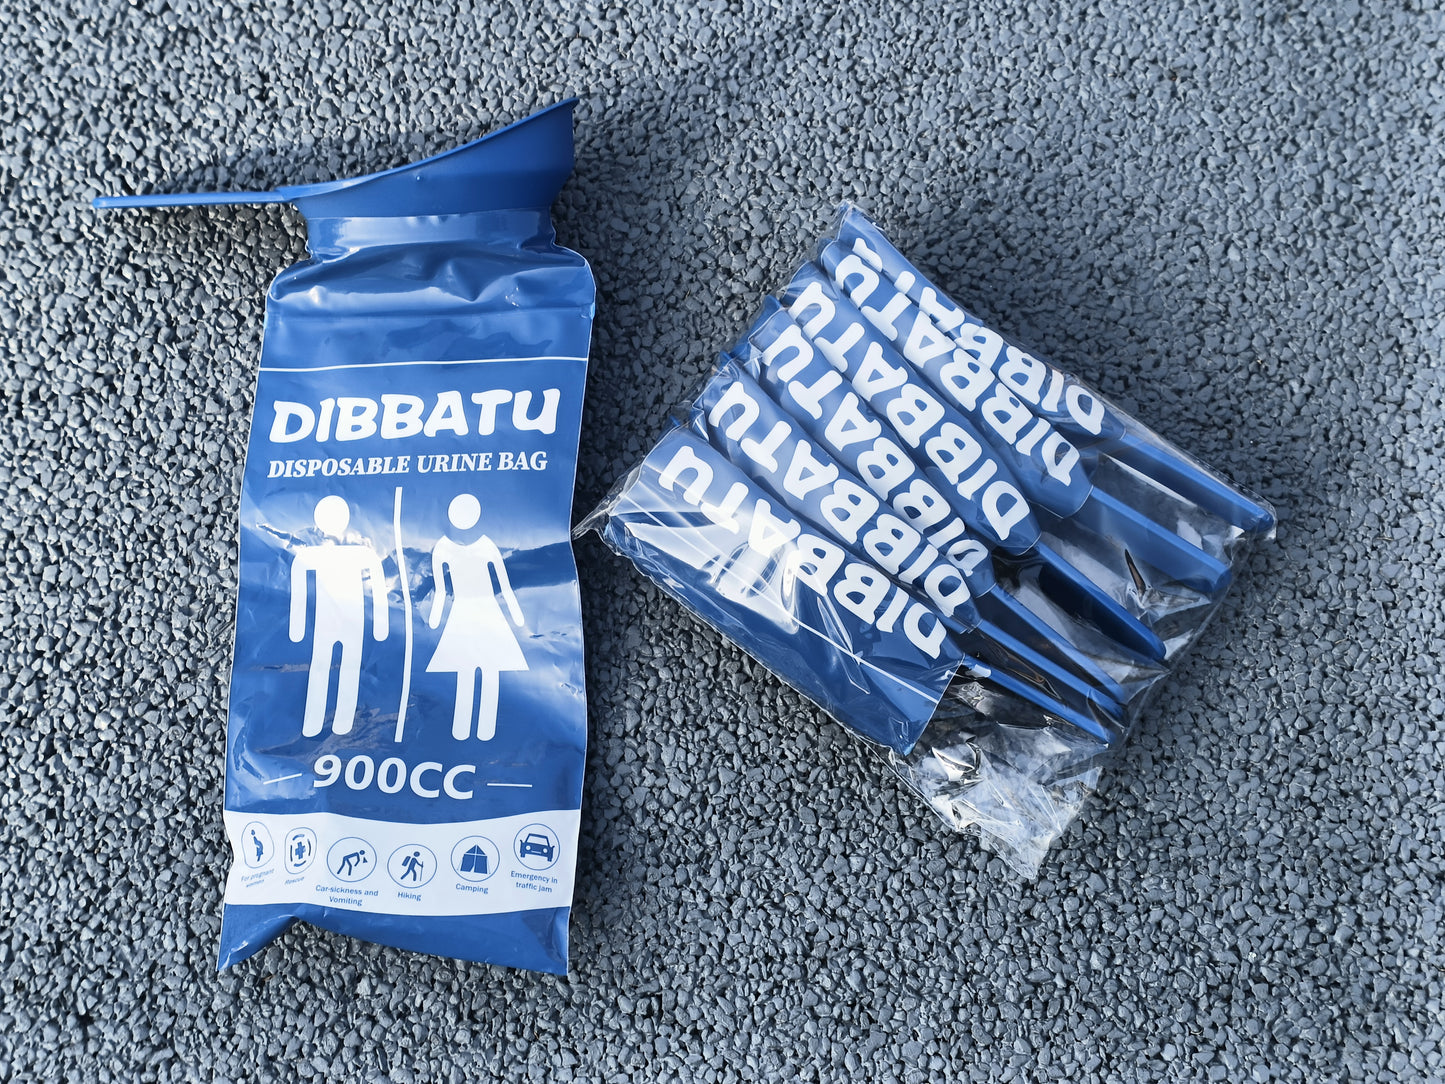 DIBBATU
DISPOSABLE URINE BAG
900CC
For pregnant
women
Rescue
Car-sickness and
Vomiting
Hiking
Camping
Emergency in
traffic jam
DIBBATU
DIBBATU
DIBBATU
DIBBATU
DIBBATU
DIBBATU